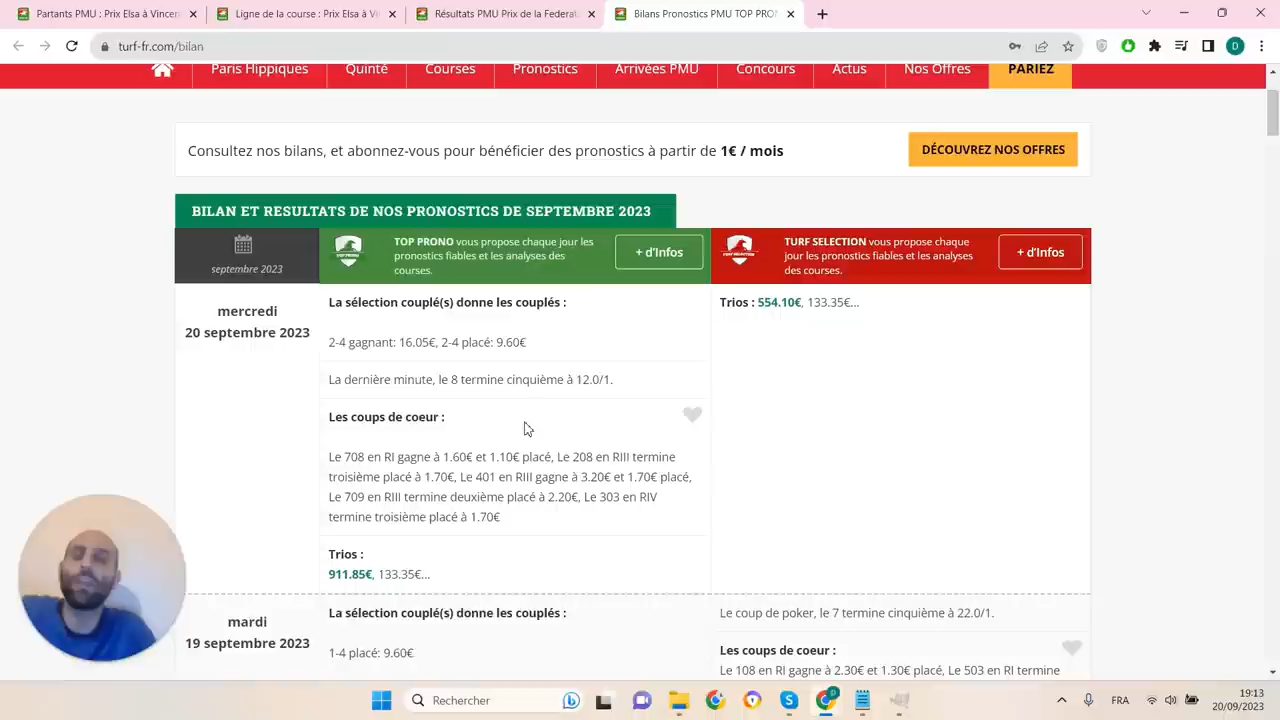 Partants PMU : Prix Elsa à Vincen
Ligne de la course : Prix Elsa à Vi
Résultats PMU Prix de la Federat
Bilans Pronostics PMU TOP PRON
turf-fr.com/bilan
D
Paris Hippiques
Quinté
Courses
Pronostics
Arrivées PMU
Concours
Actus
Nos Offres
PARIEZ
Consultez nos bilans, et abonnez-vous pour bénéficier des pronostics à partir de 1€ / mois
DÉCOUVREZ NOS OFFRES
BILAN ET RESULTATS DE NOS PRONOSTICS DE SEPTEMBRE 2023
septembre 2023
TOP PRONO vous propose chaque jour les
pronostics fiables et les analyses des
courses.
+ d'Infos
TURF SELECTION vous propose chaque
jour les pronostics fiables et les analyses
des courses.
+ d'Infos
mercredi
20 septembre 2023
La sélection couplé(s) donne les couplés :
2-4 gagnant: 16.05€, 2-4 placé: 9.60€
La dernière minute, le 8 termine cinquième à 12.0/1.
Les coups de coeur :
Le 708 en RI gagne à 1.60€ et 1.10€ placé, Le 208 en RIII termine
troisième placé à 1.70€, Le 401 en RIII gagne à 3.20€ et 1.70€ placé,
Le 709 en RIII termine deuxième placé à 2.20€, Le 303 en RIV
termine troisième placé à 1.70€
Trios :
911.85€, 133.35€...
Trios : 554.10€, 133.35€...
mardi
19 septembre 2023
La sélection couplé(s) donne les couplés :
1-4 placé: 9.60€
Le coup de poker, le 7 termine cinquième à 22.0/1.
Les coups de coeur :
Le 108 en RI gagne à 2.30€ et 1.30€ placé, Le 503 en RI termine
Rechercher
FRA
19:13
20/09/2023